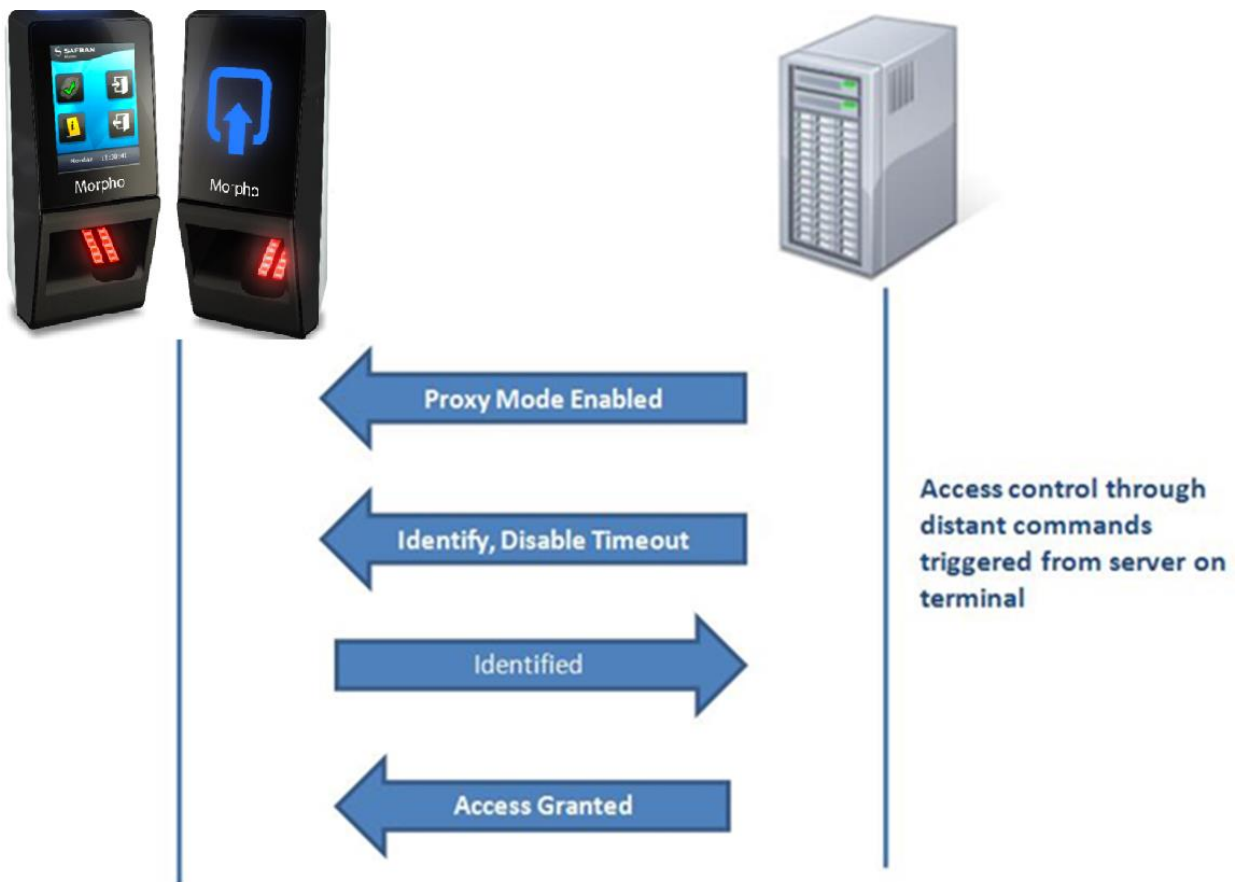 SAFRAN
Morpho
Morpho
Proxy Mode Enabled
Identify, Disable Timeout
Access control through
distant commands
triggered from server on
terminal
Identified
Access Granted